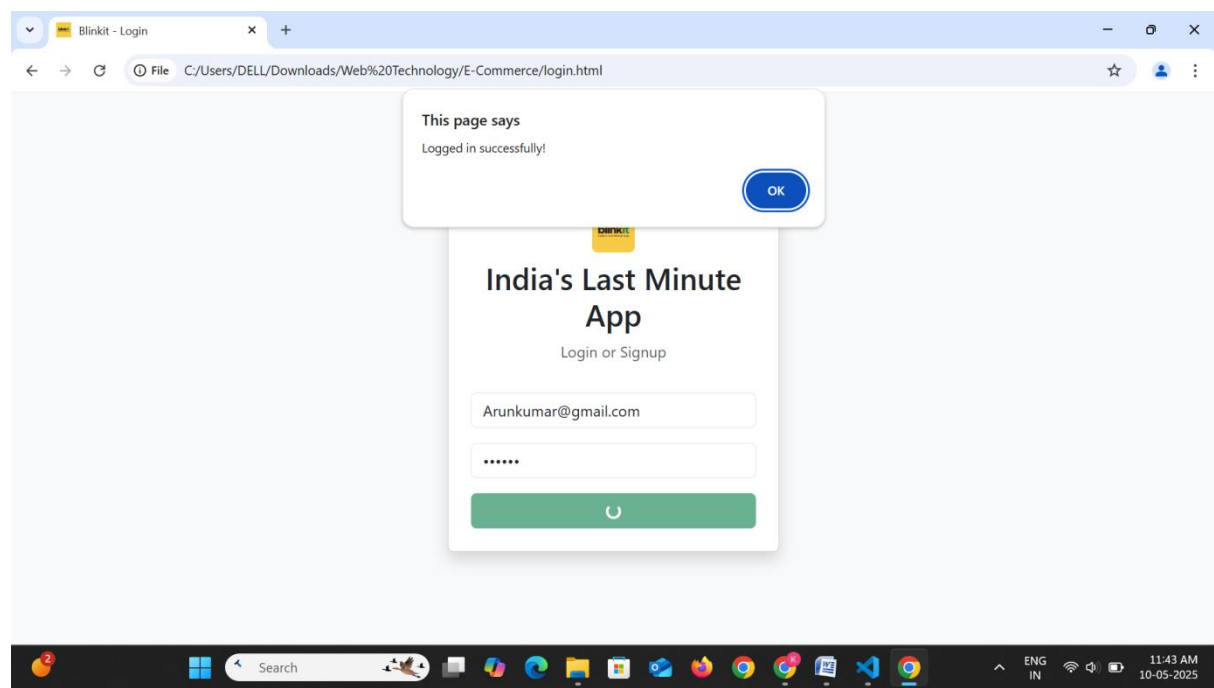 Blinkit - Login
File C:/Users/DELL/Downloads/Web%20Technology/E-Commerce/login.html
This page says
Logged in successfully!
OK
blinkit
India's Last Minute
App
Login or Signup
Arunkumar@gmail.com
••••••
2
Search
ENG
IN
11:43 AM
10-05-2025